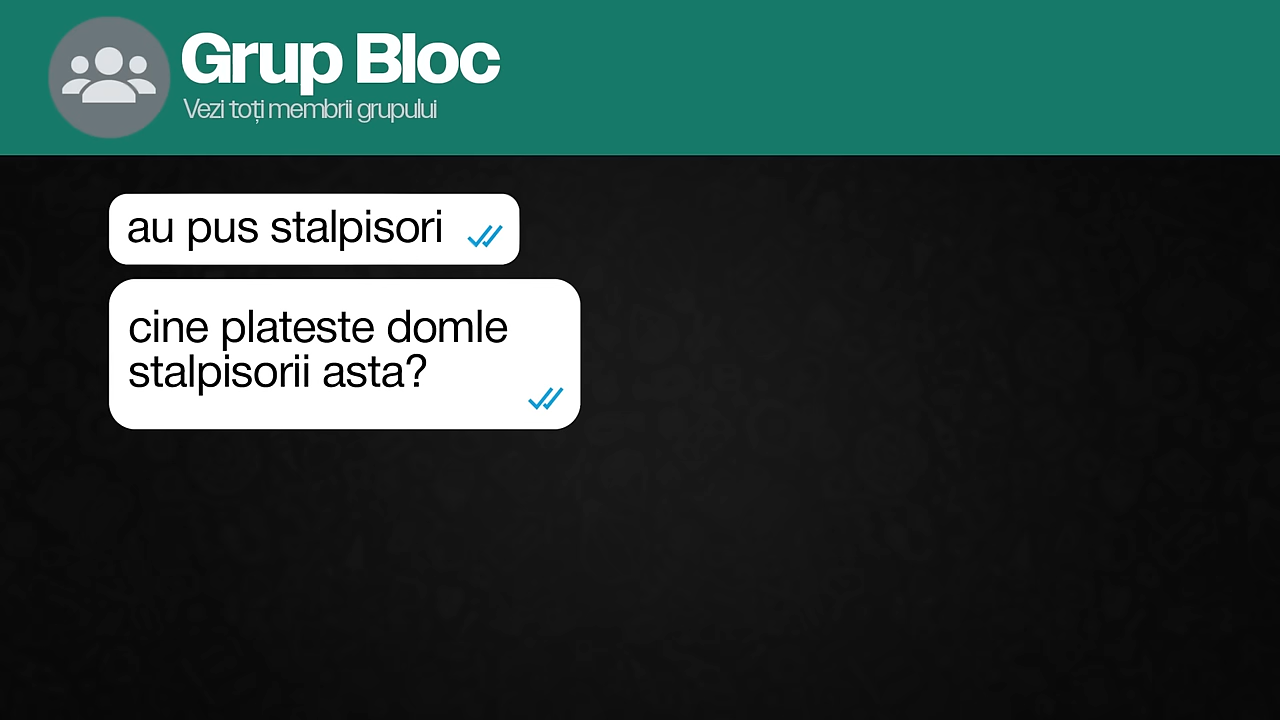 Grup Bloc
Vezi toți membrii grupului
au pus stalpisori
cine plateste domle
stalpisorii asta?